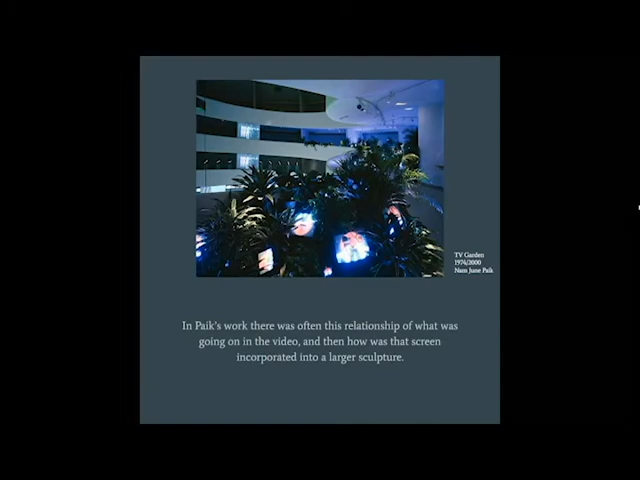 TV Garden
1974/2000
Nam June Paik
In Paik's work there was often this relationship of what was
going on in the video, and then how was that screen
incorporated into a larger sculpture.